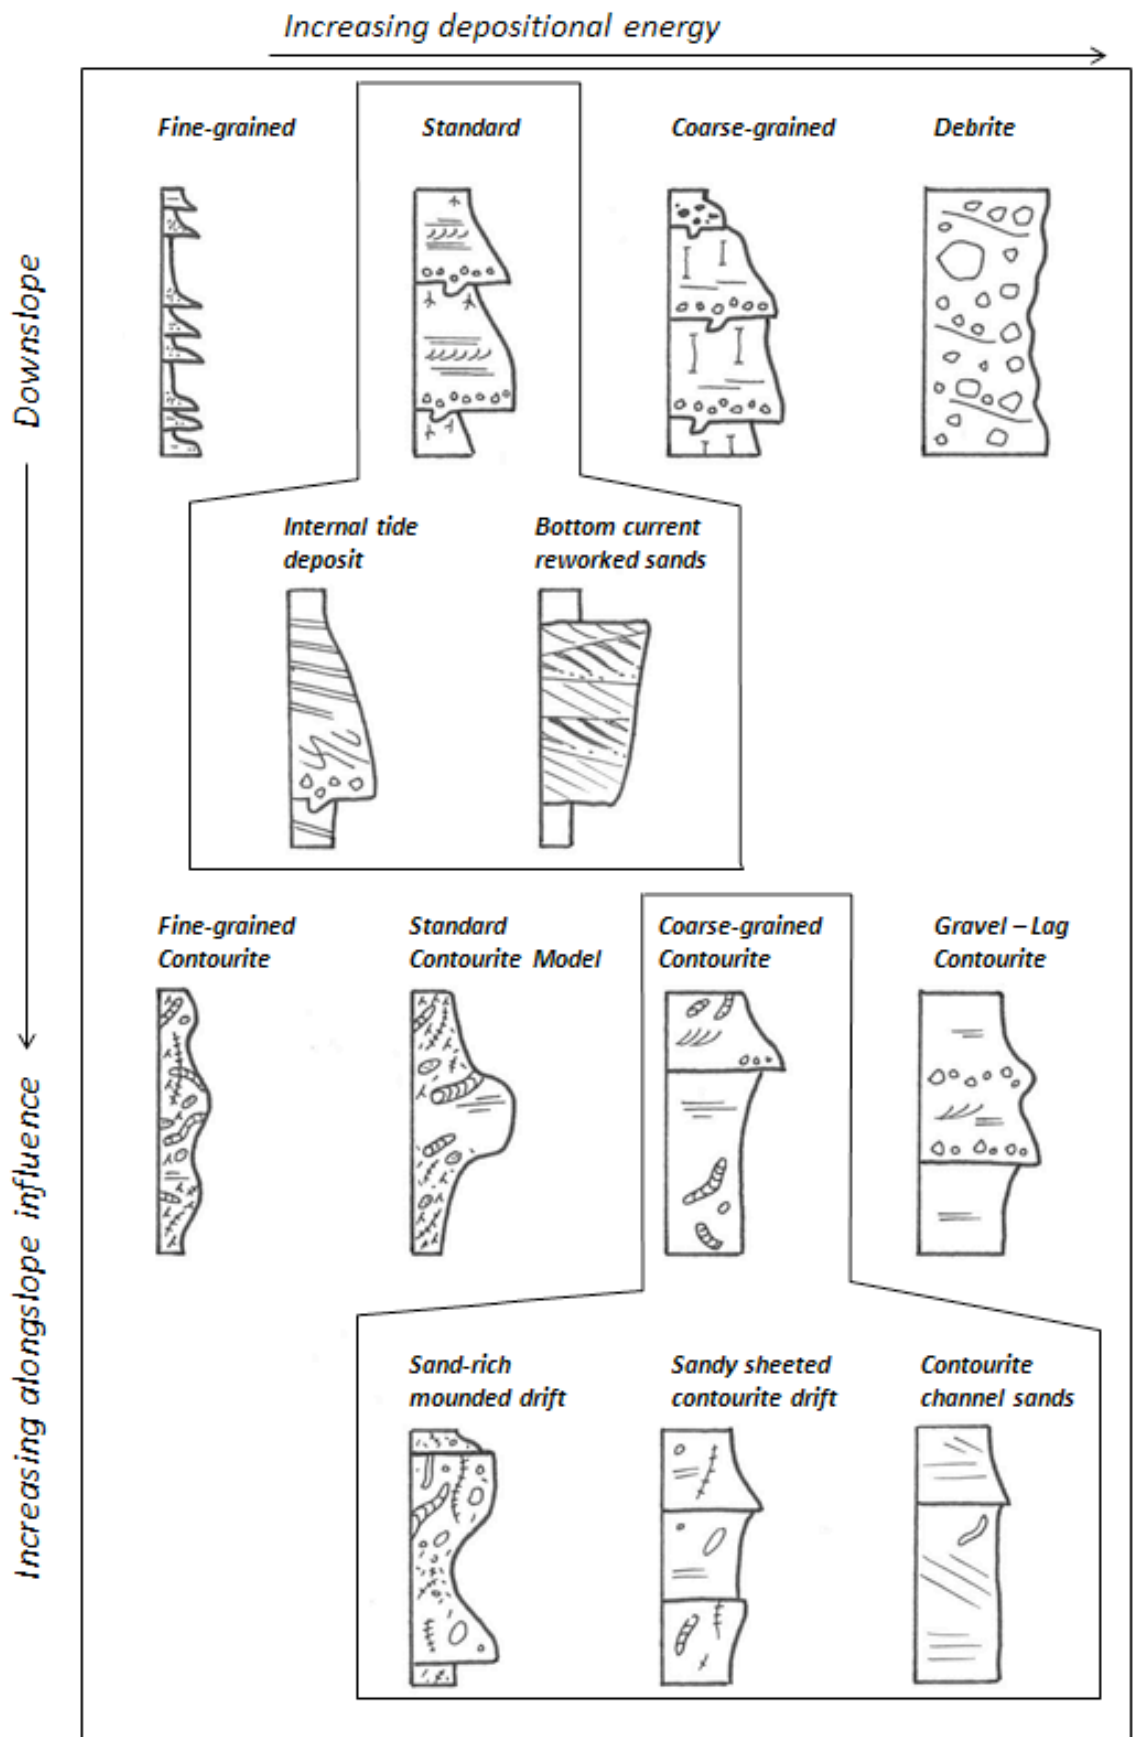 Increasing depositional energy
Fine-grained
Standard
Coarse-grained
Debrite
Downslope
Internal tide
deposit
Bottom current
reworked sands
Fine-grained
Contourite
Standard
Contourite Model
Coarse-grained
Contourite
Gravel – Lag
Contourite
Increasing alongslope influence
Sand-rich
mounded drift
Sandy sheeted
contourite drift
Contourite
channel sands